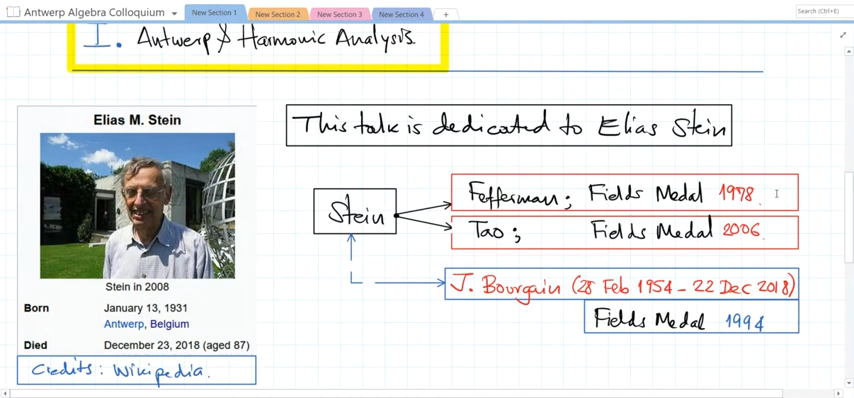 Antwerp Algebra Colloquium
New Section 1
New Section 2
New Section 3
New Section 4
+
Search (Ctrl+E)
I. Antwerp & Harmonic Analysis
Elias M. Stein
Stein in 2008
Born January 13, 1931
Antwerp, Belgium
Died December 23, 2018 (aged 87)
Credits: Wikipedia.
This talk is dedicated to Elias Stein
Stein
Fefferman; Fields Medal 1978.
Tao; Fields Medal 2006.
J. Bourgain (28 Feb 1954 - 22 Dec 2018)
Fields Medal 1994